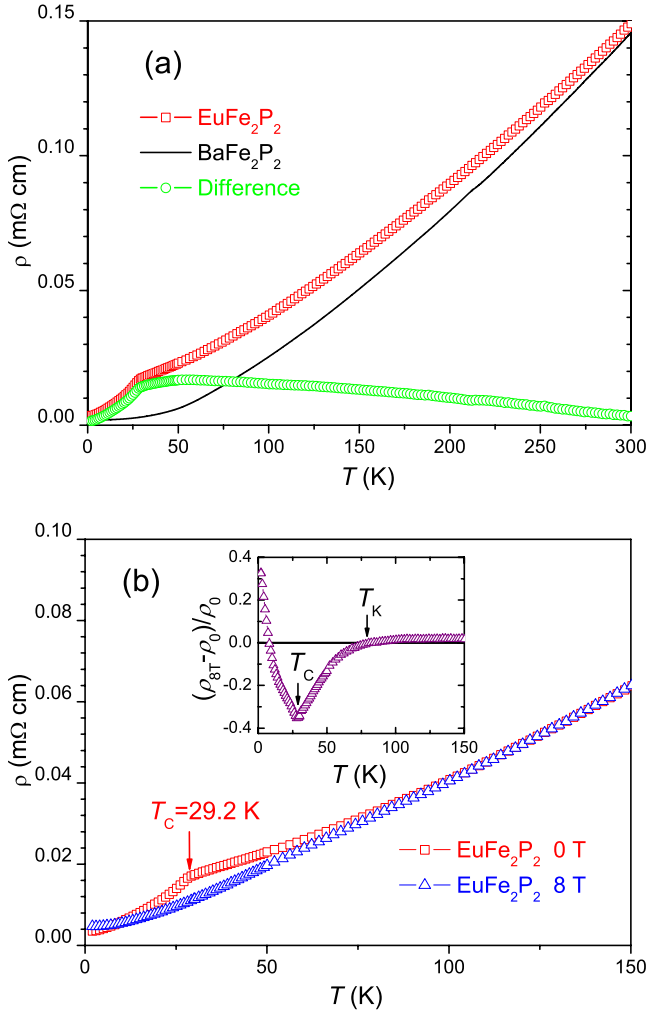 0.15
(a)
EuFe₂P₂
BaFe₂P₂
Difference
0.10
0.05
0.00
ρ (mΩ cm)
0 50 100 150 200 250 300
T (K)
0.10
(b)
0.08
0.06
0.04
0.02
0.00
ρ (mΩ cm)
0.4
0.2
0.0
-0.2
-0.4
(ρ₈T-ρ₀)/ρ₀
T_K
T_C
0 50 100 150
T (K)
T_C=29.2 K
EuFe₂P₂ 0 T
EuFe₂P₂ 8 T
0 50 100 150
T (K)